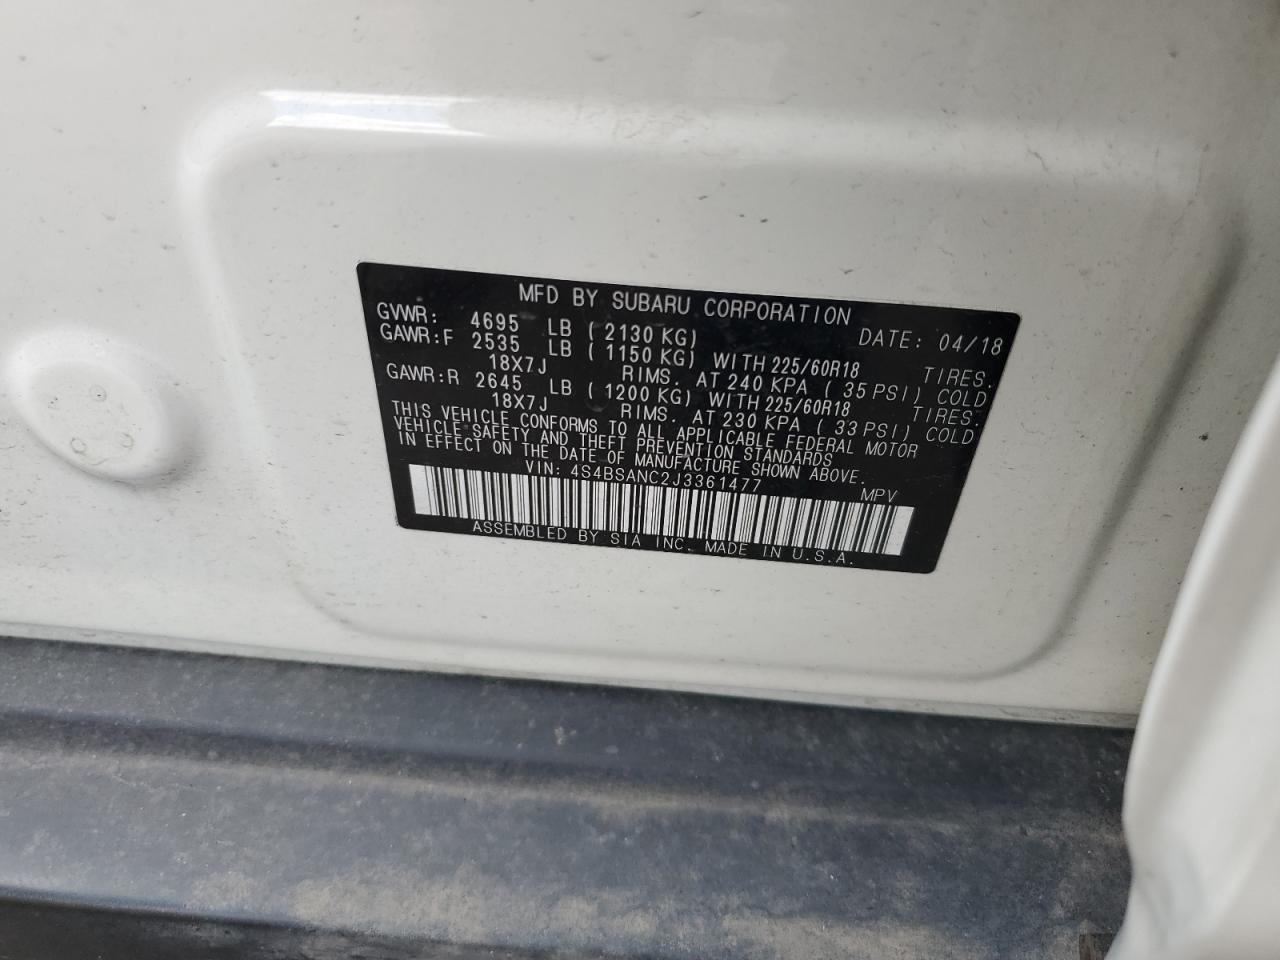 MFD BY SUBARU CORPORATION
GVWR: 4695 LB ( 2130 KG) DATE: 04/18
GAWR:F 2535 LB ( 1150 KG) WITH 225/60R18 TIRES.
18X7J RIMS. AT 240 KPA ( 35 PSI) COLD
GAWR:R 2645 LB ( 1200 KG) WITH 225/60R18 TIRES.
18X7J RIMS. AT 230 KPA ( 33 PSI) COLD
THIS VEHICLE CONFORMS TO ALL APPLICABLE FEDERAL MOTOR
VEHICLE SAFETY AND THEFT PREVENTION STANDARDS
IN EFFECT ON THE DATE OF MANUFACTURE SHOWN ABOVE.
VIN: 4S4BSANC2J3361477 MPV
ASSEMBLED BY SIA INC. MADE IN U.S.A.